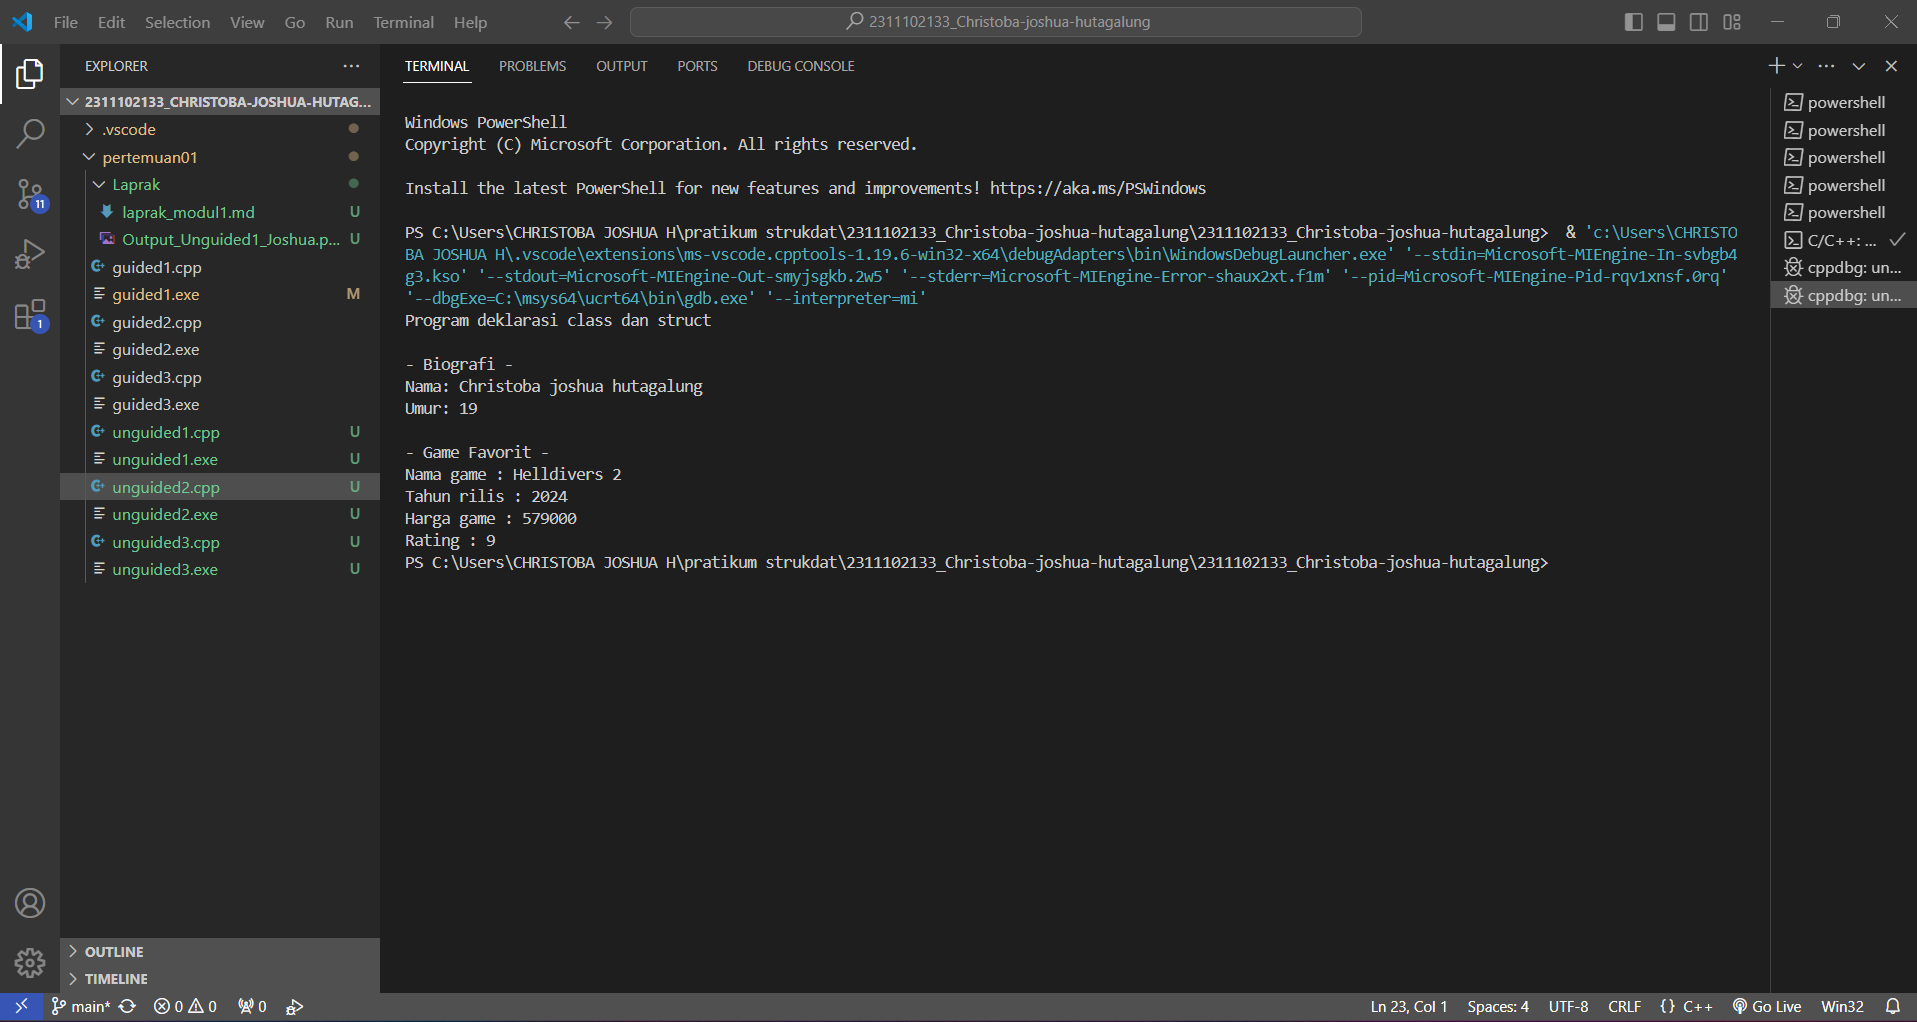 File Edit Selection View Go Run Terminal Help
2311102133_Christoba-joshua-hutagalung
EXPLORER
2311102133_CHRISTOBA-JOSHUA-HUTAG...
.vscode
pertemuan01
Laprak
laprak_modul1.md U
Output_Unguided1_Joshua.p... U
guided1.cpp
guided1.exe M
guided2.cpp
guided2.exe
guided3.cpp
guided3.exe
unguided1.cpp U
unguided1.exe U
unguided2.cpp U
unguided2.exe U
unguided3.cpp U
unguided3.exe U
OUTLINE
TIMELINE
11
1
TERMINAL PROBLEMS OUTPUT PORTS DEBUG CONSOLE
Windows PowerShell
Copyright (C) Microsoft Corporation. All rights reserved.
Install the latest PowerShell for new features and improvements! https://aka.ms/PSWindows
PS C:\Users\CHRISTOBA JOSHUA H\pratikum strukdat\2311102133_Christoba-joshua-hutagalung\2311102133_Christoba-joshua-hutagalung> & 'c:\Users\CHRISTO
BA JOSHUA H\.vscode\extensions\ms-vscode.cpptools-1.19.6-win32-x64\debugAdapters\bin\WindowsDebugLauncher.exe' '--stdin=Microsoft-MIEngine-In-svbgb4
g3.kso' '--stdout=Microsoft-MIEngine-Out-smyjsgkb.2w5' '--stderr=Microsoft-MIEngine-Error-shaux2xt.f1m' '--pid=Microsoft-MIEngine-Pid-rqv1xnsf.0rq'
'--dbgExe=C:\msys64\ucrt64\bin\gdb.exe' '--interpreter=mi'
Program deklarasi class dan struct
- Biografi -
Nama: Christoba joshua hutagalung
Umur: 19
- Game Favorit -
Nama game : Helldivers 2
Tahun rilis : 2024
Harga game : 579000
Rating : 9
PS C:\Users\CHRISTOBA JOSHUA H\pratikum strukdat\2311102133_Christoba-joshua-hutagalung\2311102133_Christoba-joshua-hutagalung>
powershell
powershell
powershell
powershell
powershell
C/C++: ...
cppdbg: un...
cppdbg: un...
main* 0 0 0
Ln 23, Col 1 Spaces: 4 UTF-8 CRLF {} C++ Go Live Win32